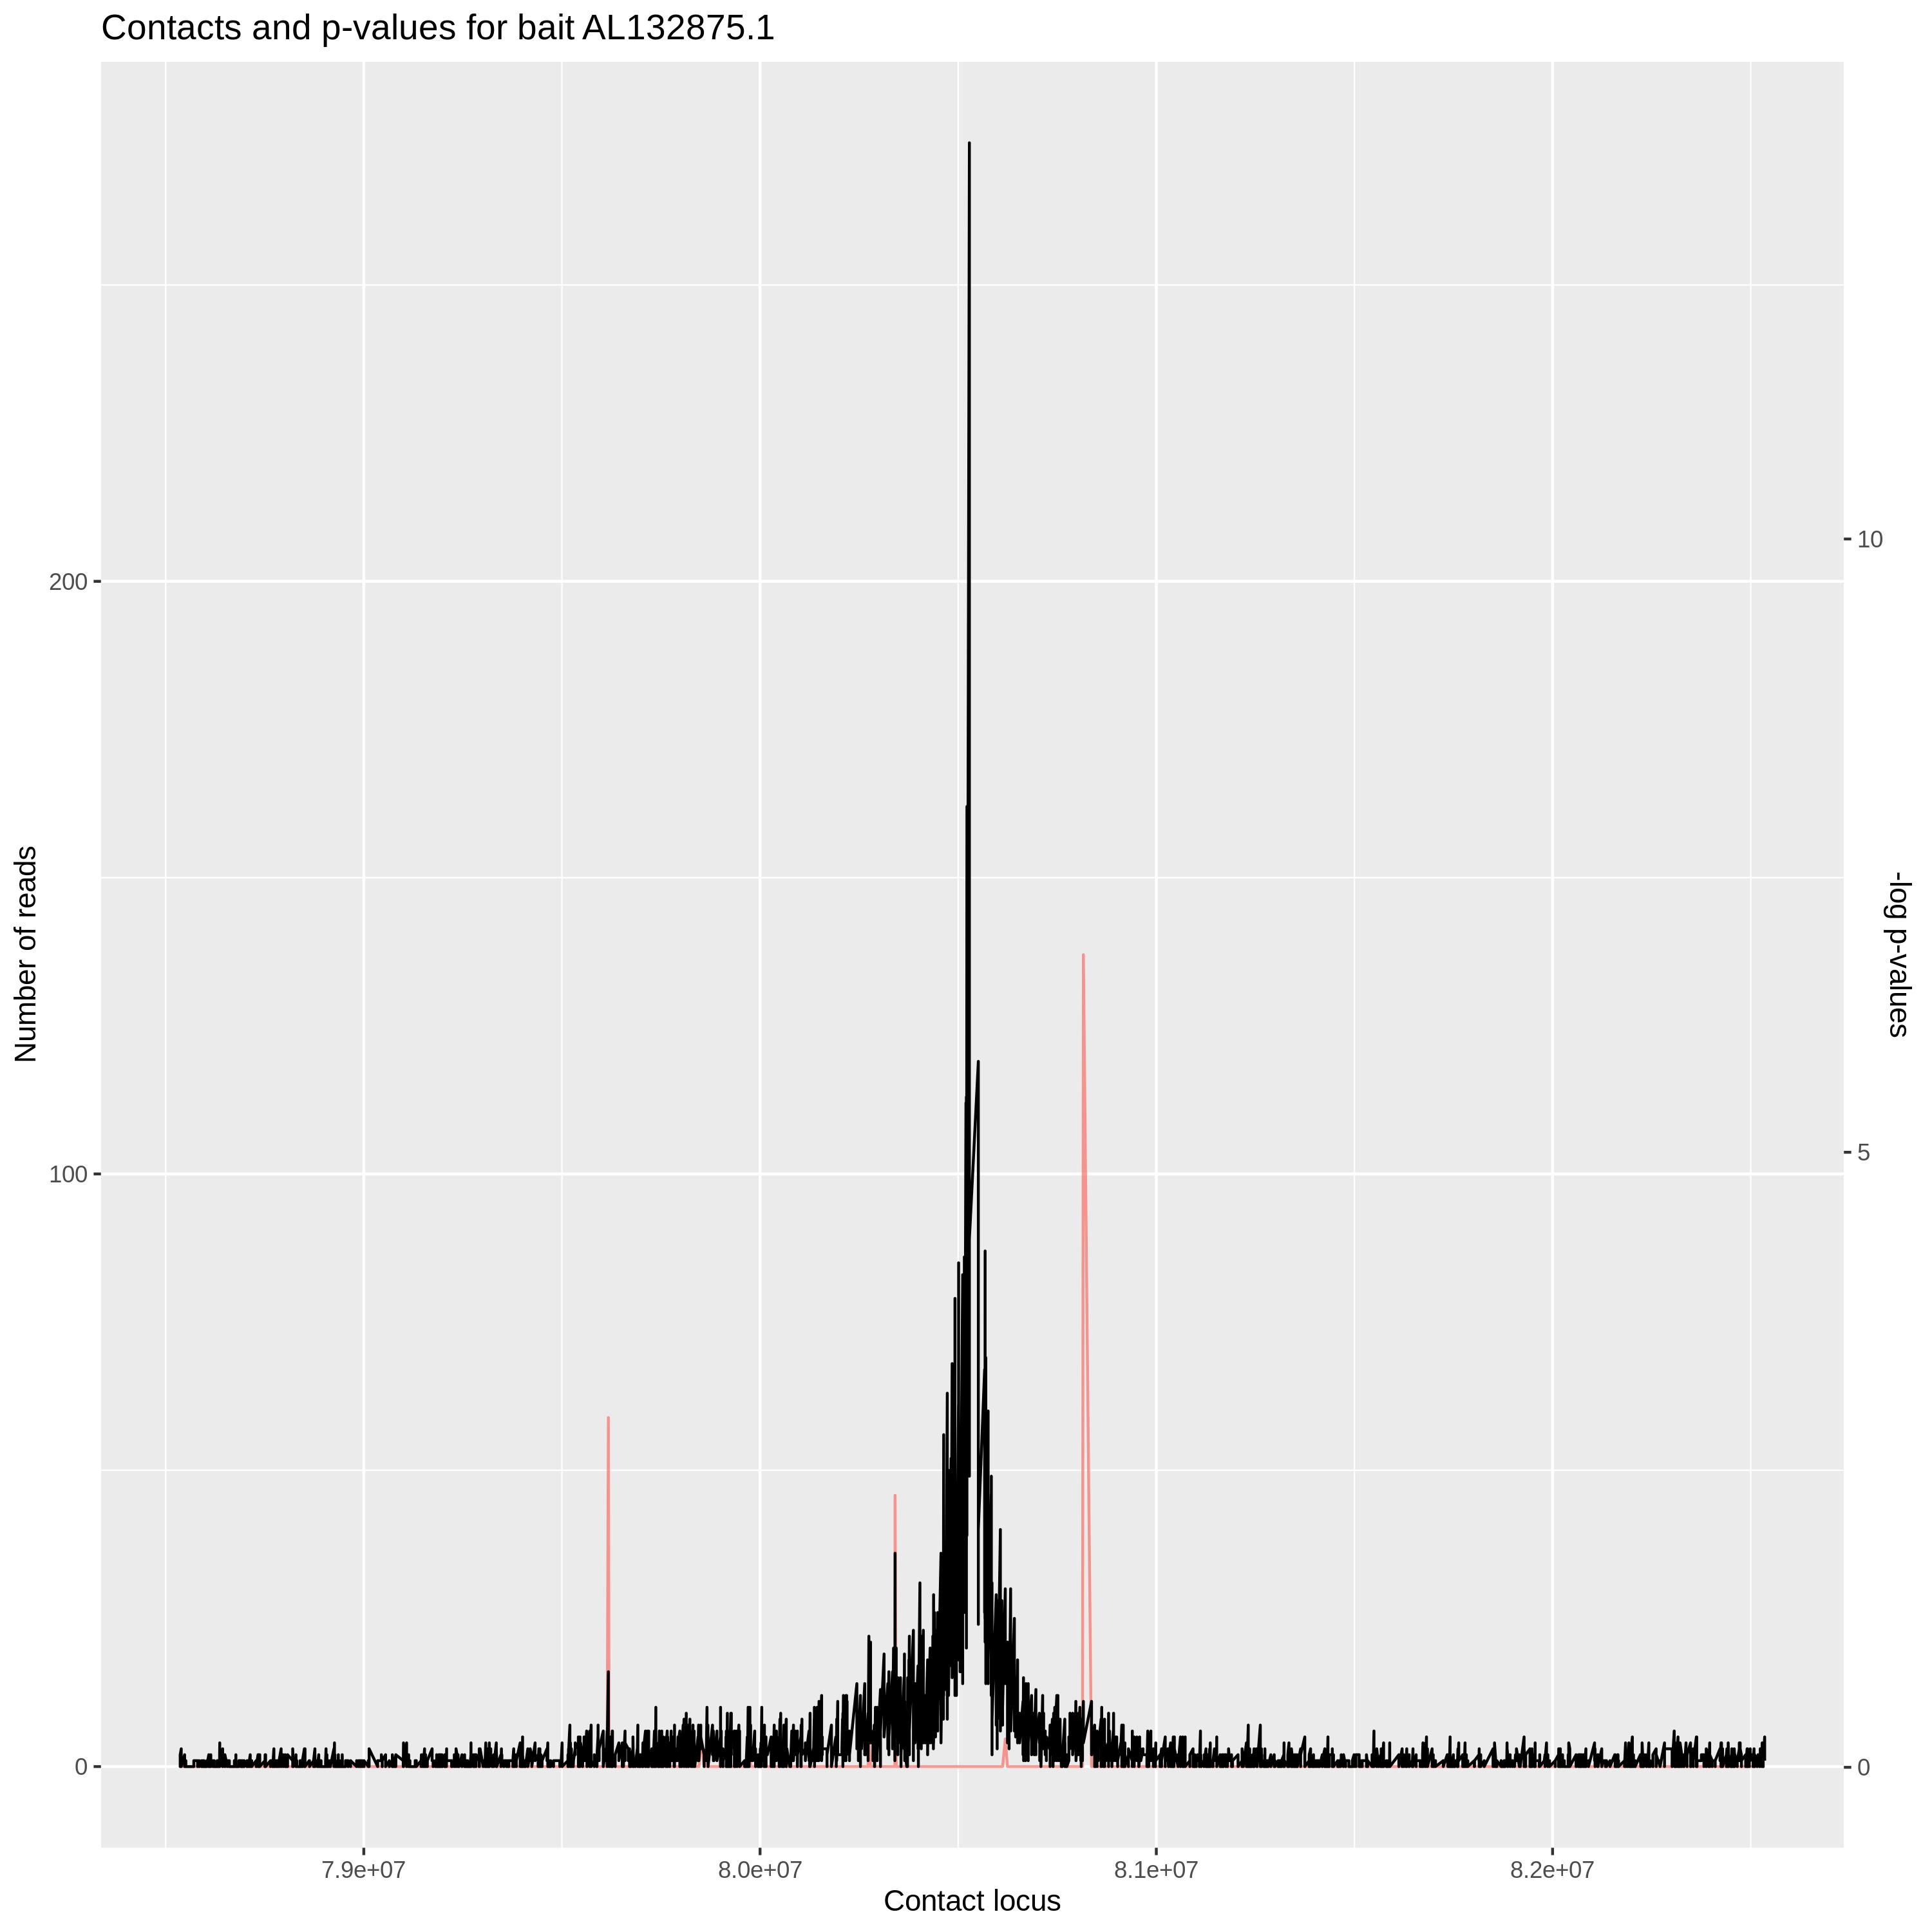 Contacts and p-values for bait AL132875.1
Number of reads
200
100
0
10
5
0
-log p-values
7.9e+07
8.0e+07
8.1e+07
8.2e+07
Contact locus